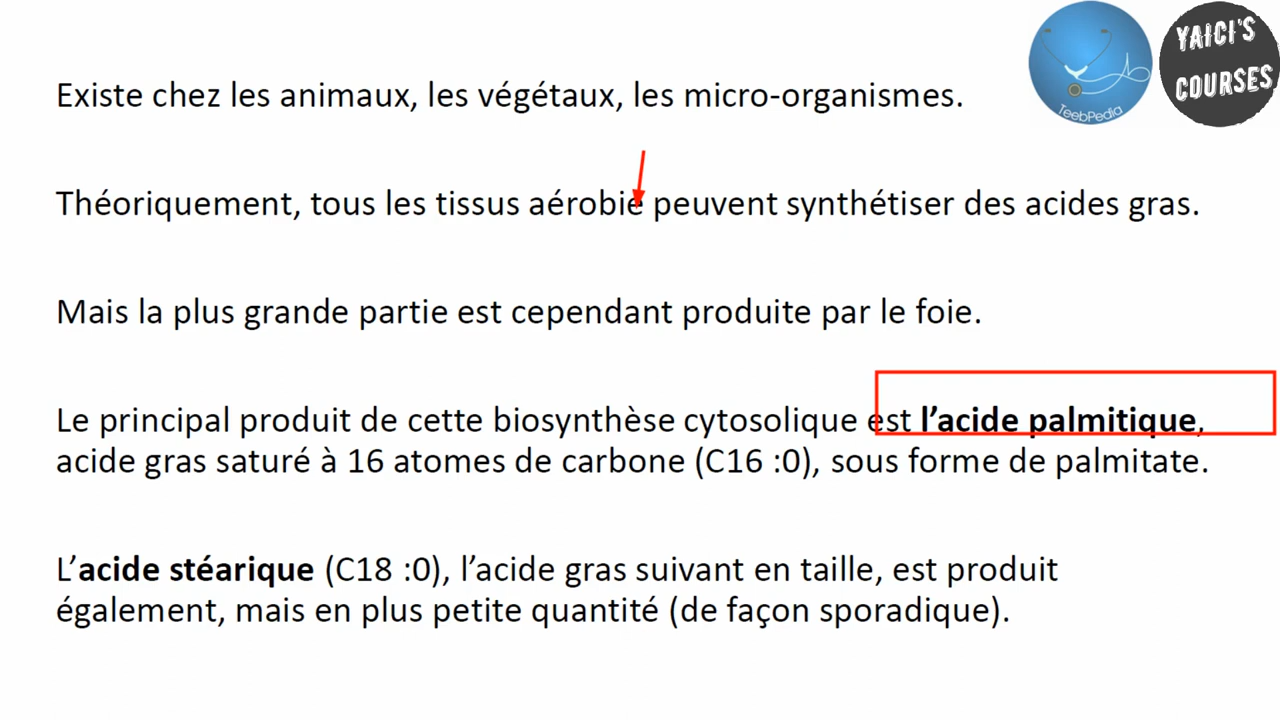 YAICI'S
COURSES
TeebPedia
Existe chez les animaux, les végétaux, les micro-organismes.
Théoriquement, tous les tissus aérobie peuvent synthétiser des acides gras.
Mais la plus grande partie est cependant produite par le foie.
Le principal produit de cette biosynthèse cytosolique est l’acide palmitique,
acide gras saturé à 16 atomes de carbone (C16 :0), sous forme de palmitate.
L’acide stéarique (C18 :0), l’acide gras suivant en taille, est produit
également, mais en plus petite quantité (de façon sporadique).